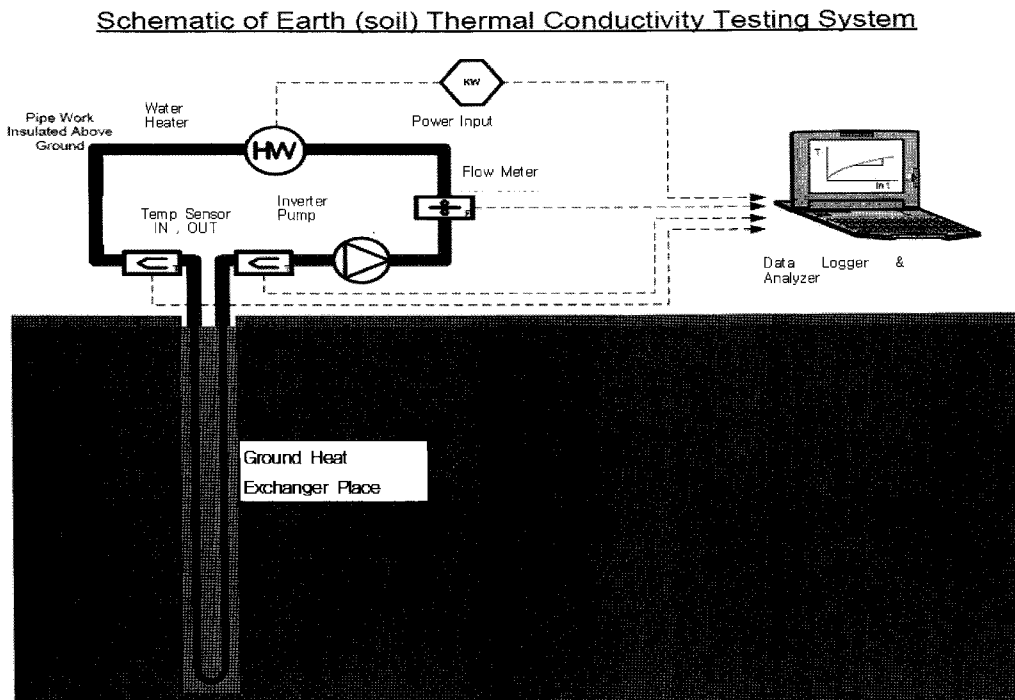 Schematic of Earth (soil) Thermal Conductivity Testing System
KW
Power Input
Water
Heater
Pipe Work
Insulated Above
Ground
HW
Flow Meter
Inverter
Pump
Temp Sensor
IN , OUT
T
ln t
Data Logger &
Analyzer
Ground Heat
Exchanger Place